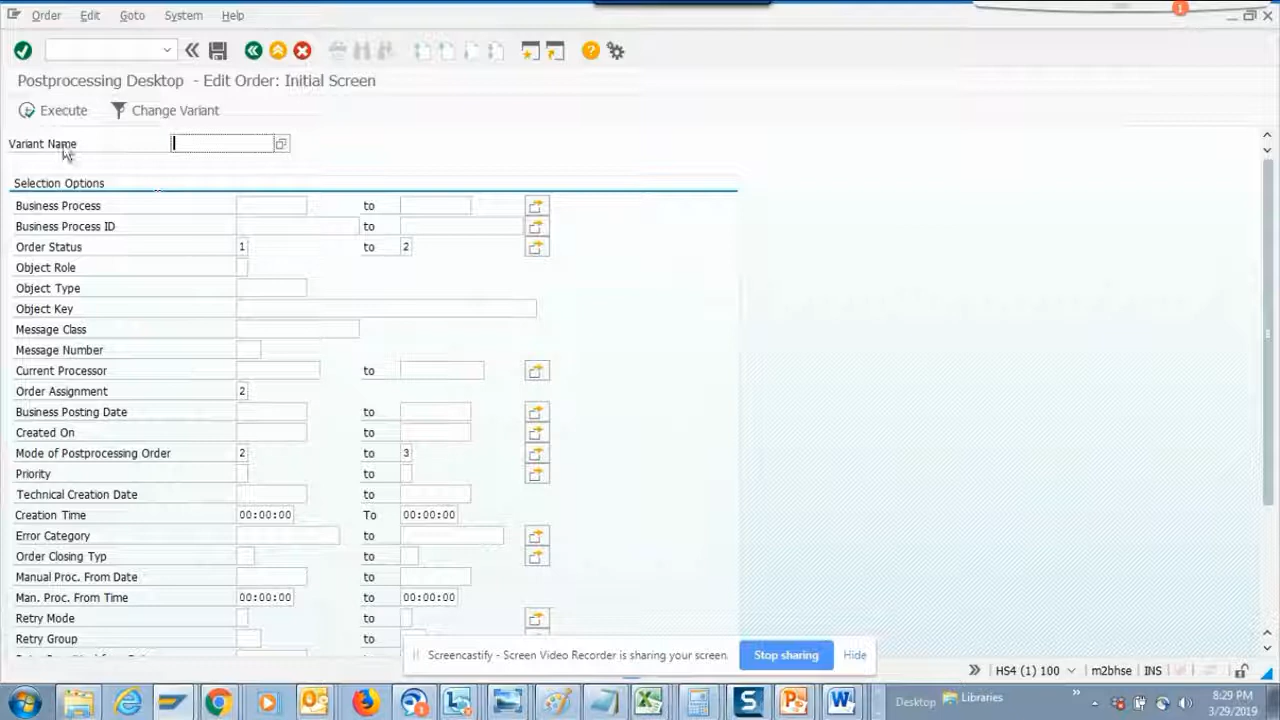 Order Edit Goto System Help
1
Postprocessing Desktop - Edit Order: Initial Screen
Execute Change Variant
Variant Name
Selection Options
Business Process to
Business Process ID to
Order Status 1 to 2
Object Role
Object Type
Object Key
Message Class
Message Number
Current Processor to
Order Assignment 2
Business Posting Date to
Created On to
Mode of Postprocessing Order 2 to 3
Priority to
Technical Creation Date to
Creation Time 00:00:00 To 00:00:00
Error Category to
Order Closing Typ to
Manual Proc. From Date to
Man. Proc. From Time 00:00:00 to 00:00:00
Retry Mode to
Retry Group to
Screencastify - Screen Video Recorder is sharing your screen. Stop sharing Hide
HS4 (1) 100 m2bhse INS
Desktop Libraries
8:29 PM
3/29/2019